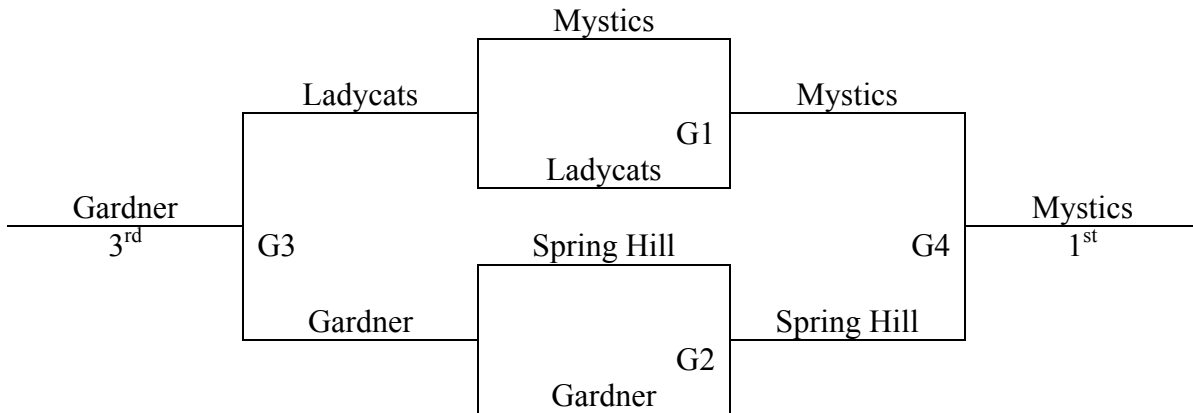 Mystics
Ladycats
Mystics
G1
Ladycats
Gardner
Mystics
3rd
G3
Spring Hill
G4
1st
Gardner
Spring Hill
G2
Gardner